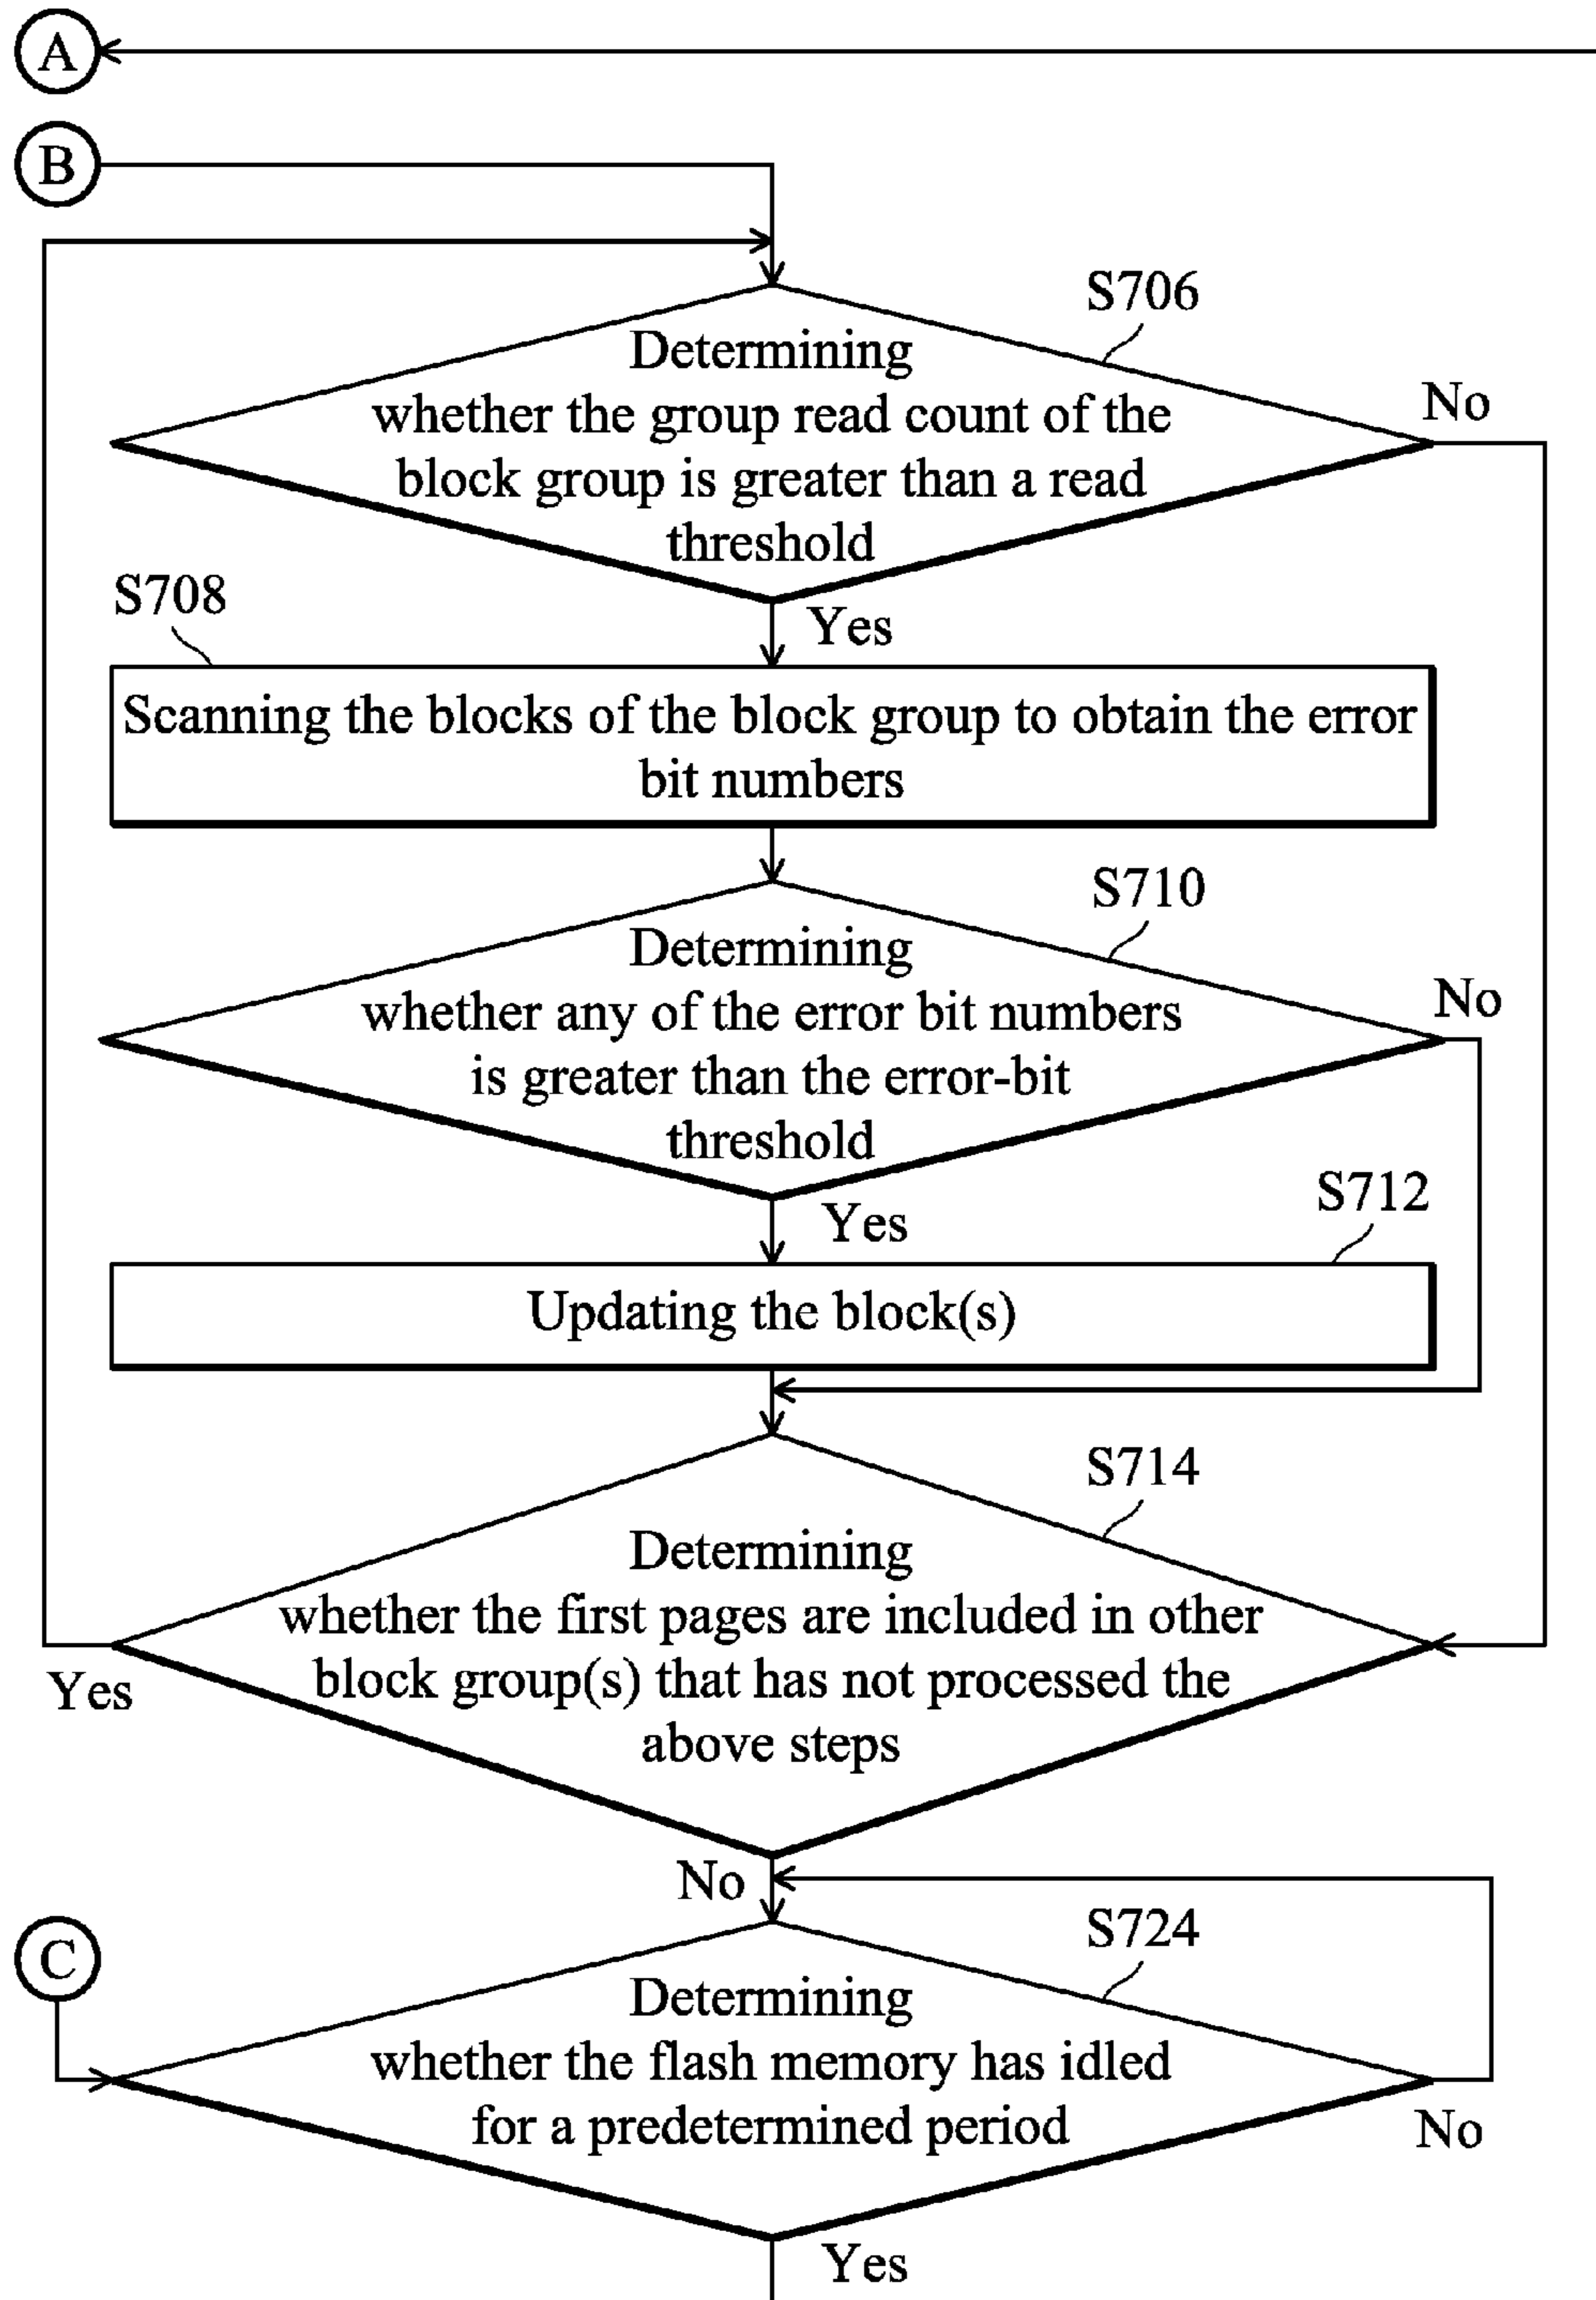 A
B
S706
Determining
whether the group read count of the
block group is greater than a read
threshold
No
Yes
S708
Scanning the blocks of the block group to obtain the error
bit numbers
S710
Determining
whether any of the error bit numbers
is greater than the error-bit
threshold
No
Yes
S712
Updating the block(s)
S714
Determining
whether the first pages are included in other
block group(s) that has not processed the
above steps
Yes
No
C
S724
Determining
whether the flash memory has idled
for a predetermined period
No
Yes